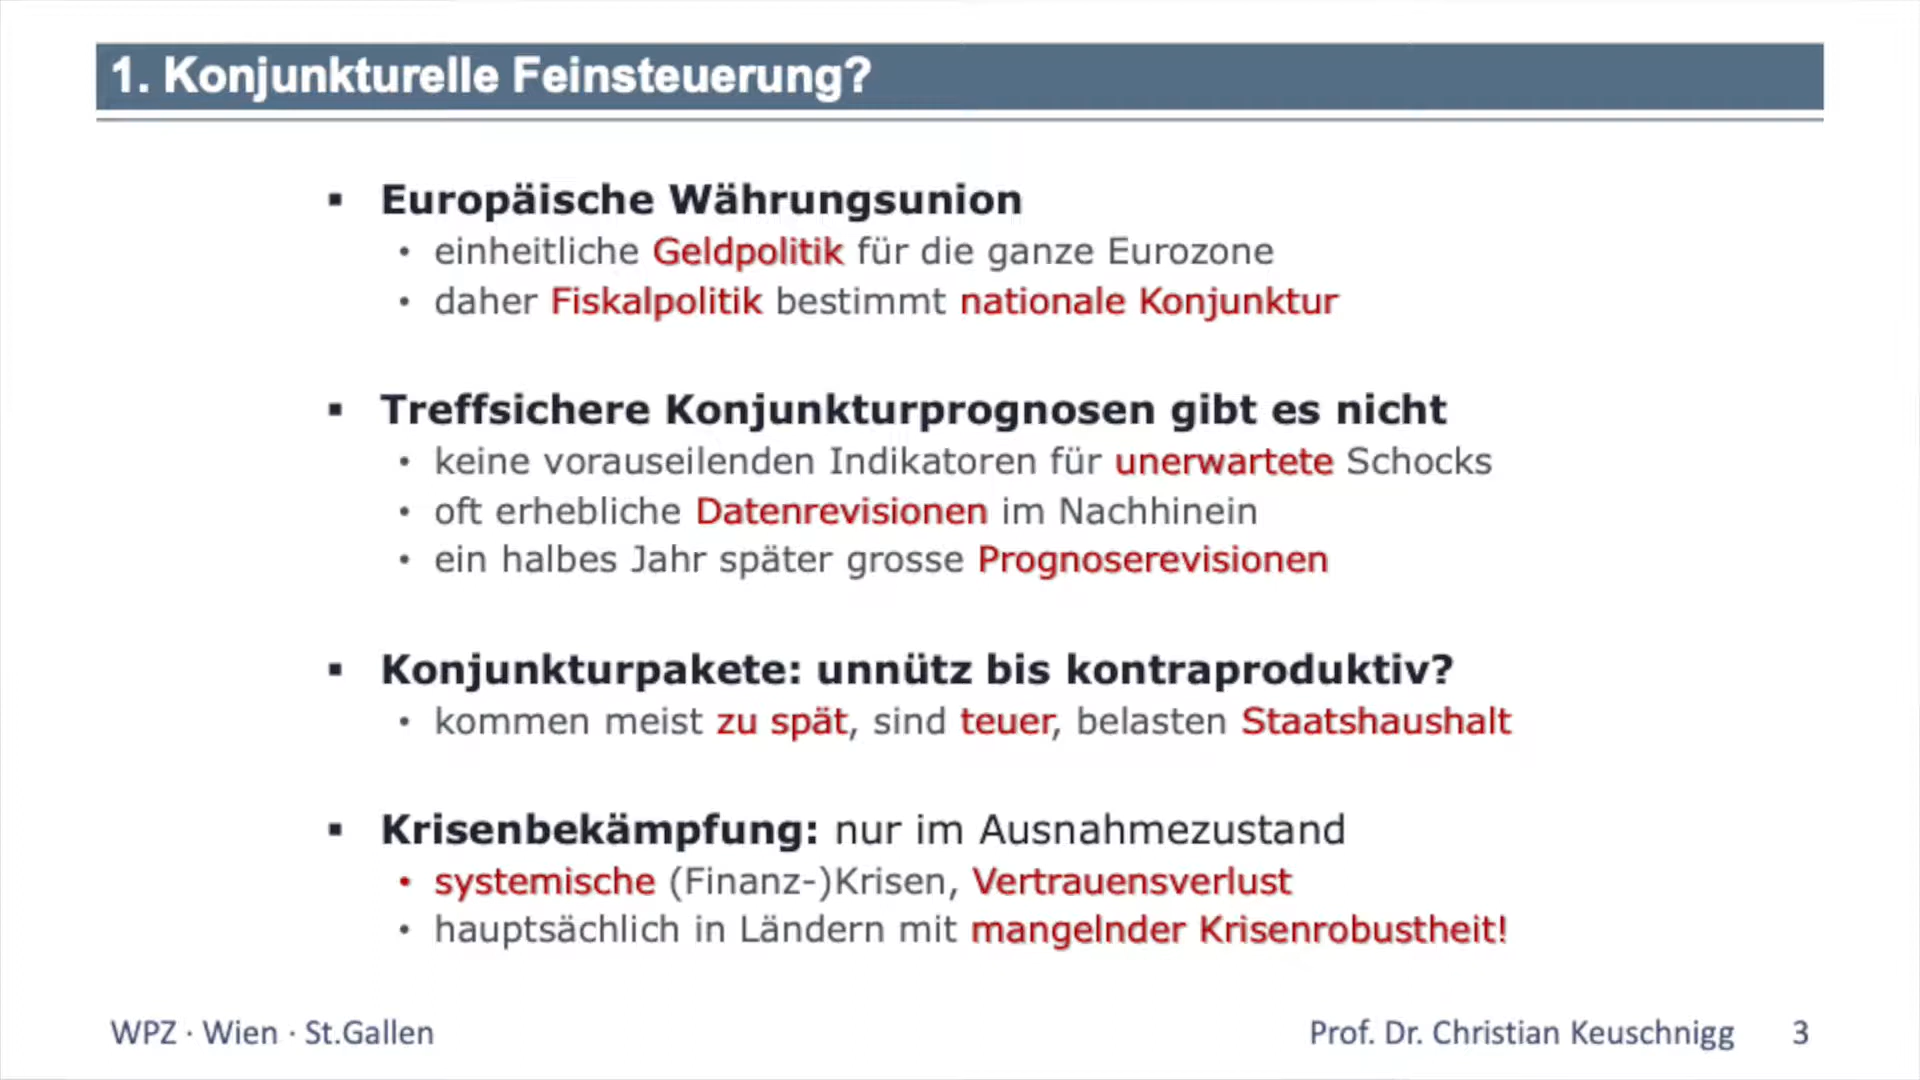 1. Konjunkturelle Feinsteuerung?
▪ Europäische Währungsunion
• einheitliche Geldpolitik für die ganze Eurozone
• daher Fiskalpolitik bestimmt nationale Konjunktur
▪ Treffsichere Konjunkturprognosen gibt es nicht
• keine vorauseilenden Indikatoren für unerwartete Schocks
• oft erhebliche Datenrevisionen im Nachhinein
• ein halbes Jahr später grosse Prognoserevisionen
▪ Konjunkturpakete: unnütz bis kontraproduktiv?
• kommen meist zu spät, sind teuer, belasten Staatshaushalt
▪ Krisenbekämpfung: nur im Ausnahmezustand
• systemische (Finanz-)Krisen, Vertrauensverlust
• hauptsächlich in Ländern mit mangelnder Krisenrobustheit!
WPZ · Wien · St.Gallen
Prof. Dr. Christian Keuschnigg 3